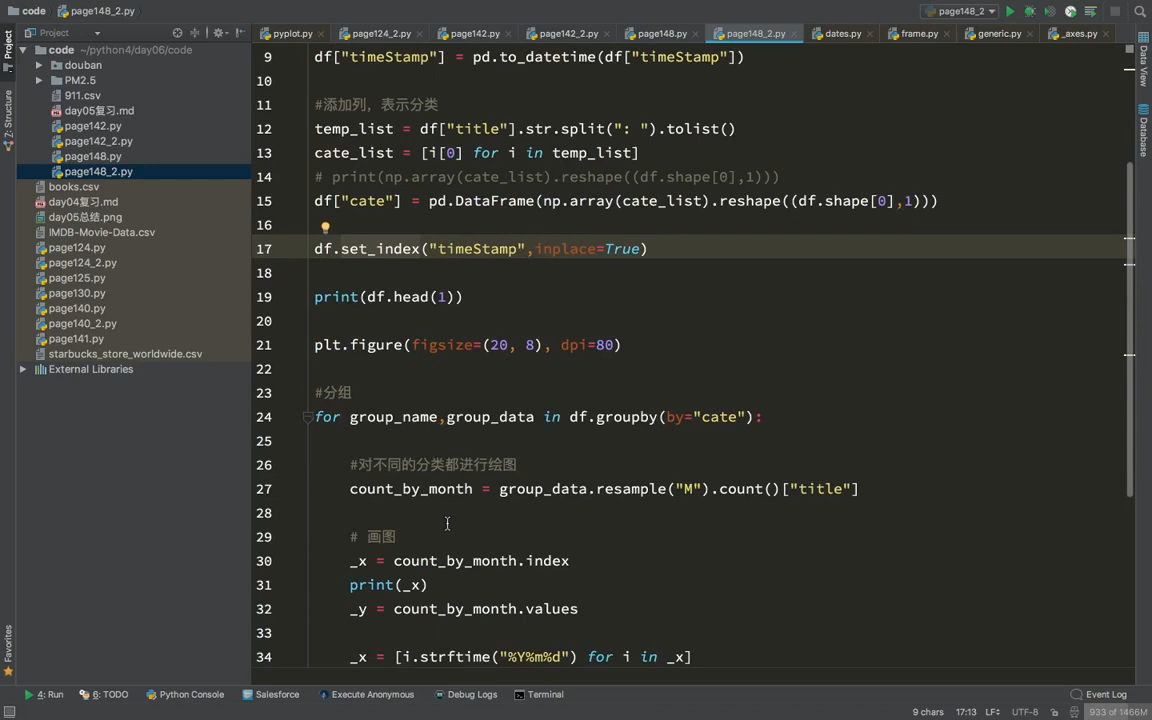 code
page148_2.py
page148_2
Project
pyplot.py
page124_2.py
page142.py
page142_2.py
page148.py
page148_2.py
dates.py
frame.py
generic.py
_axes.py
code ~/python4/day06/code
douban
PM2.5
911.csv
day05复习.md
page142.py
page142_2.py
page148.py
page148_2.py
books.csv
day04复习.md
day05总结.png
IMDB-Movie-Data.csv
page124.py
page124_2.py
page125.py
page130.py
page140.py
page140_2.py
page141.py
starbucks_store_worldwide.csv
External Libraries
Project
Z: Structure
Favorites
Data View
Database
9 df["timeStamp"] = pd.to_datetime(df["timeStamp"])
10
11 #添加列，表示分类
12 temp_list = df["title"].str.split(": ").tolist()
13 cate_list = [i[0] for i in temp_list]
14 # print(np.array(cate_list).reshape((df.shape[0],1)))
15 df["cate"] = pd.DataFrame(np.array(cate_list).reshape((df.shape[0],1)))
16
17 df.set_index("timeStamp",inplace=True)
18
19 print(df.head(1))
20
21 plt.figure(figsize=(20, 8), dpi=80)
22
23 #分组
24 for group_name,group_data in df.groupby(by="cate"):
25
26 #对不同的分类都进行绘图
27 count_by_month = group_data.resample("M").count()["title"]
28
29 # 画图
30 _x = count_by_month.index
31 print(_x)
32 _y = count_by_month.values
33
34 _x = [i.strftime("%Y%m%d") for i in _x]
4: Run
6: TODO
Python Console
Salesforce
Execute Anonymous
Debug Logs
Terminal
Event Log
9 chars
17:13
LF
UTF-8
933 of 1466M